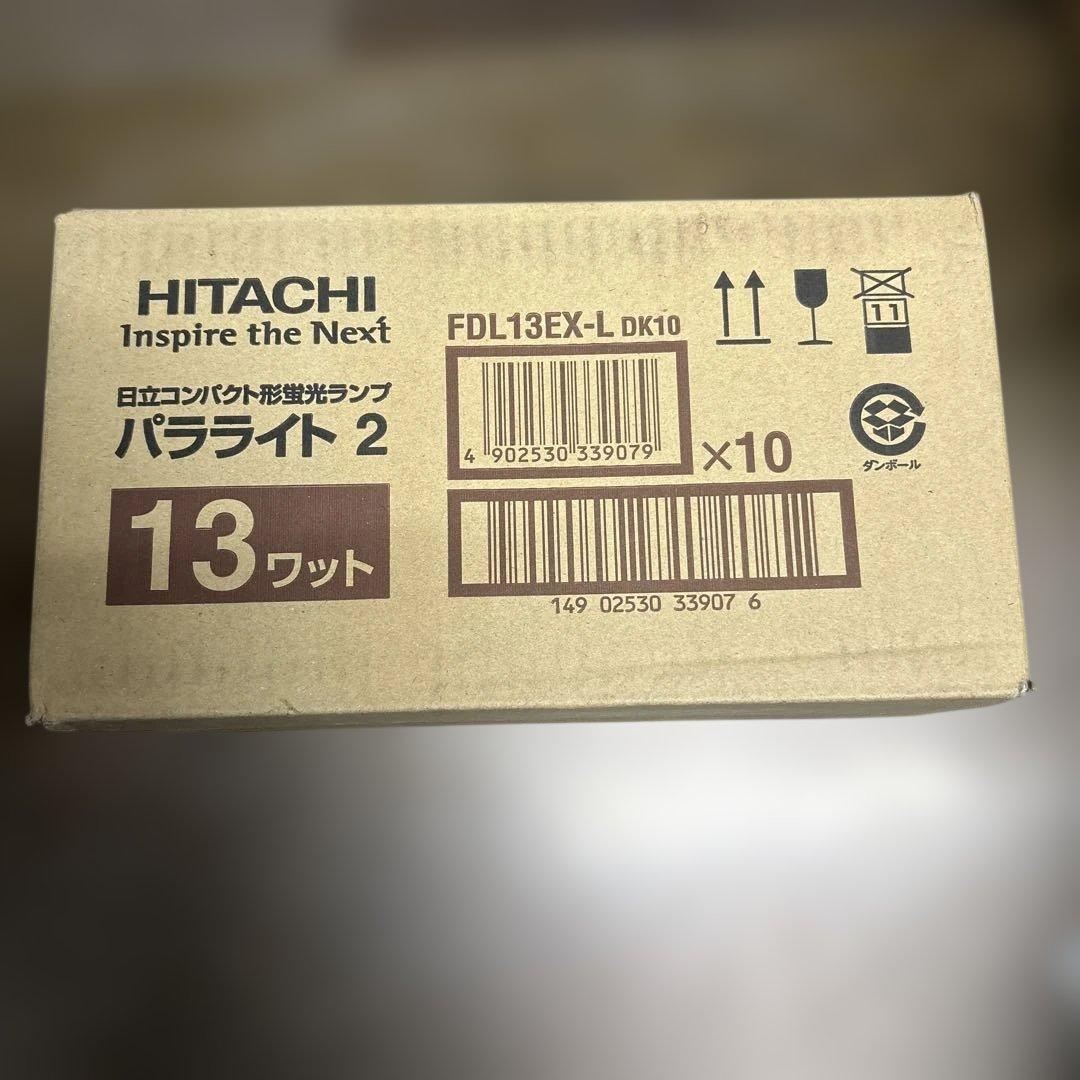 HITACHI
Inspire the Next
日立コンパクト形蛍光ランプ
パラライト 2
13ワット
FDL13EX-L DK10
4 902530 339079
×10
149 02530 33907 6
11
ダンボール